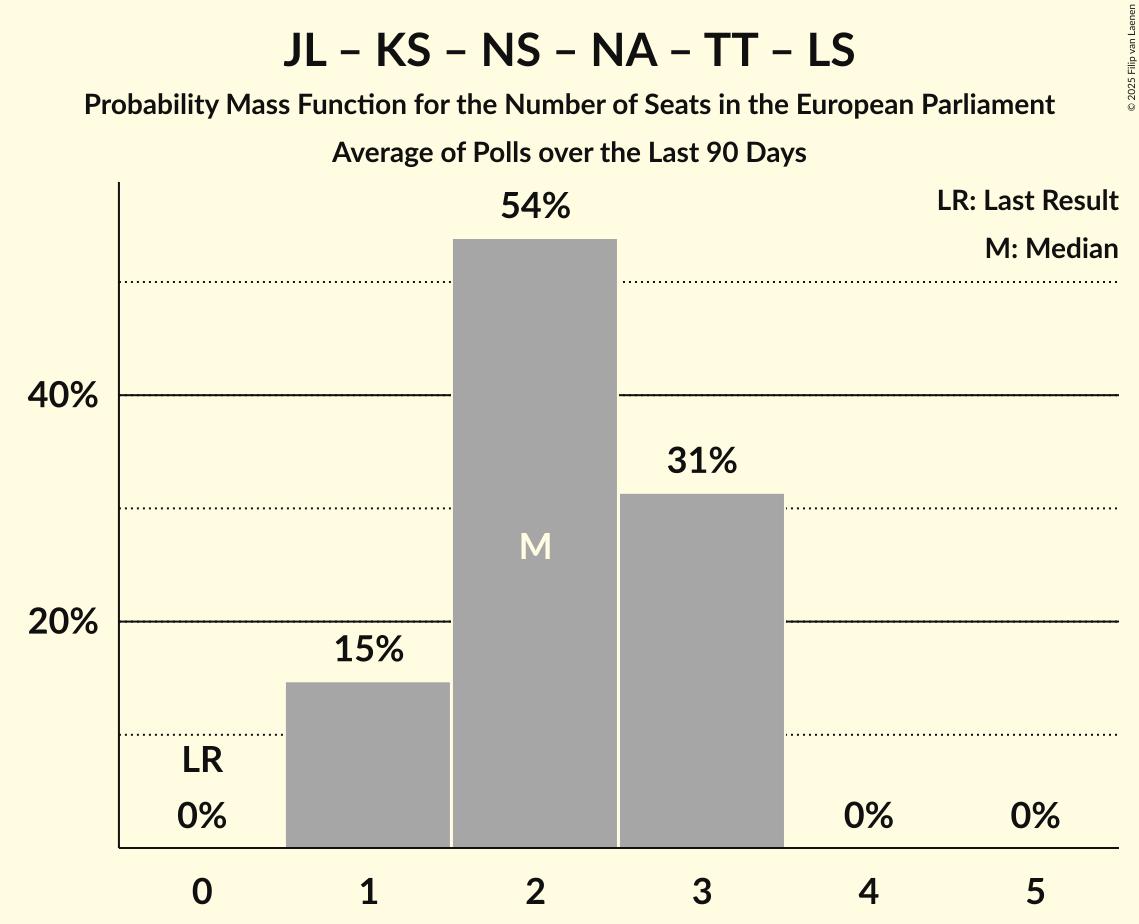 JL – KS – NS – NA – TT – LS
Probability Mass Function for the Number of Seats in the European Parliament
Average of Polls over the Last 90 Days
© 2025 Filip van Laenen
LR: Last Result
M: Median
54%
40%
31%
M
20%
15%
LR
0%
0%
0%
0
1
2
3
4
5